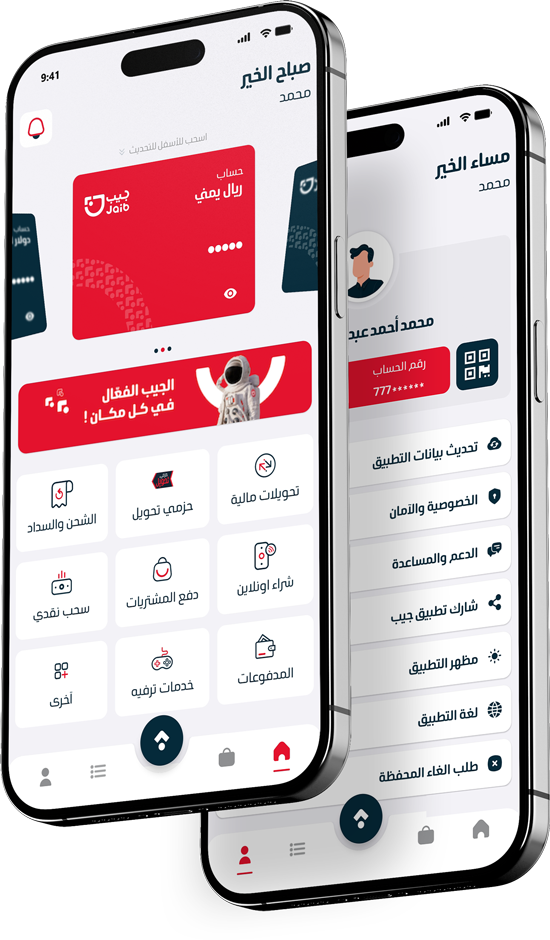 9:41
صباح الخير
محمد
اسحب للأسفل للتحديث
حساب
ريال يمني
جيب
Jaib
•••••
حساب
دولار
•••••
الجيب الفعّال
في كل مكـان !
تحويلات مالية
حزمي تحويل
الشحن والسداد
شراء اونلاين
دفع المشتريات
سحب نقدي
المدفوعات
خدمات ترفيه
أخرى
مساء الخير
محمد
محمد أحمد عبد
رقم الحساب
777******
تحديث بيانات التطبيق
الخصوصية والآمان
الدعم والمساعدة
شارك تطبيق جيب
مظهر التطبيق
لغة التطبيق
طلب الغاء المحفظة